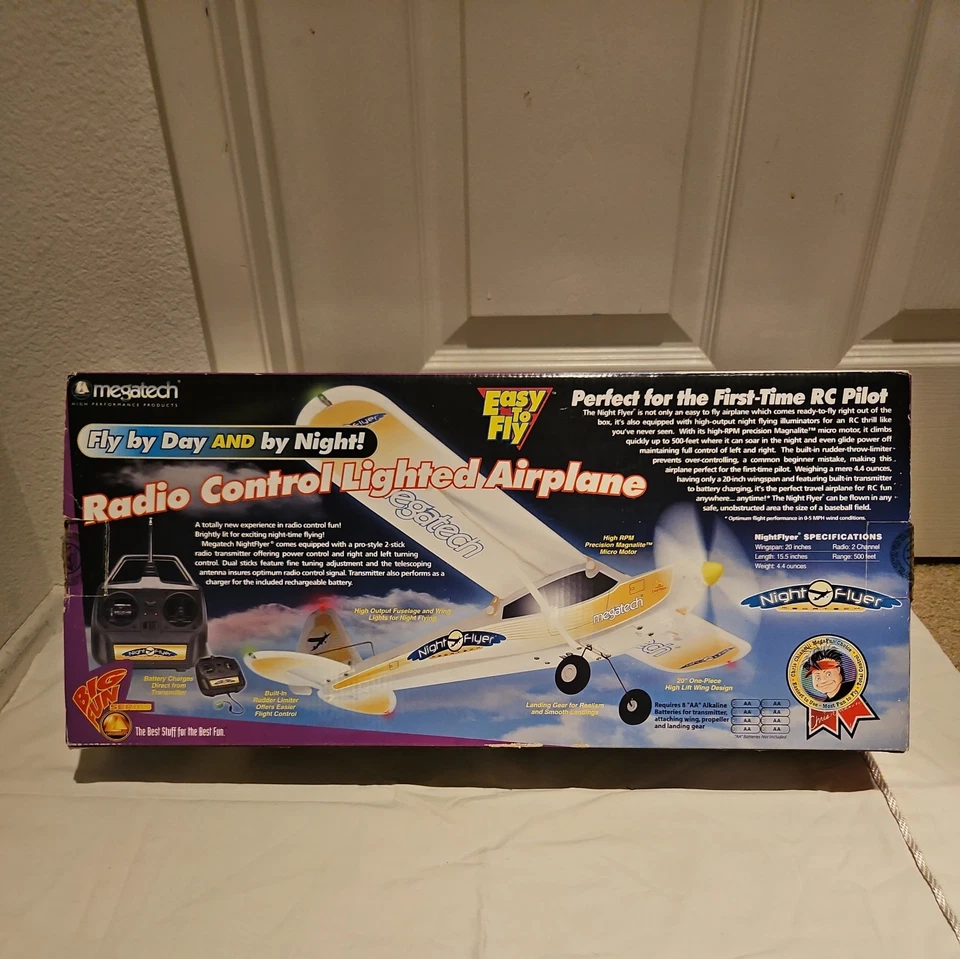 megatech
HIGH PERFORMANCE PRODUCTS
Fly by Day AND by Night!
Radio Control Lighted Airplane
Easy
To
Fly
Perfect for the First-Time RC Pilot
The Night Flyer® is not only an easy to fly airplane which comes ready-to-fly right out of the
box, it's also equipped with high-output night flying illuminators for an RC thrill like
you've never seen. With its high-RPM precision Magnalite™ micro motor, it climbs
quickly up to 500-feet where it can soar in the night and even glide power off
maintaining full control of left and right. The built-in rudder-throw-limiter
prevents over-controlling, a common beginner mistake, making this
airplane perfect for the first-time pilot. Weighing a mere 4.4 ounces,
having only a 20-inch wingspan and featuring built-in transmitter
to battery charging, it's the perfect travel airplane for RC fun
anywhere... anytime!* The Night Flyer® can be flown in any
safe, unobstructed area the size of a baseball field.
* Optimum flight performance in 0-5 MPH wind conditions.
A totally new experience in radio control fun!
Brightly lit for exciting night-time flying!
Megatech NightFlyer® comes equipped with a pro-style 2-stick
radio transmitter offering power control and right and left turning
control. Dual sticks feature fine tuning adjustment and the telescoping
antenna insures optimum radio control signal. Transmitter also performs as a
charger for the included rechargeable battery.
egatech
High RPM
Precision Magnalite™
Micro Motor
NightFlyer® SPECIFICATIONS
Wingspan: 20 inches Radio: 2 Channel
Length: 15.5 inches Range: 500 feet
Weight: 4.4 ounces
Night Flyer
High Output Fuselage and Wing
Lights for Night Flying
megatech
Night Flyer
Night Flyer
Battery Charges
Direct from
Transmitter
Built-In
Rudder Limiter
Offers Easier
Flight Control
Landing Gear for Realism
and Smooth Landings
20" One-Piece
High Lift Wing Design
Requires 8 "AA" Alkaline
Batteries for transmitter,
attaching wing, propeller
and landing gear
AA AA
AA AA
AA AA
AA AA
"AA" Batteries Not Included
BIG
FUN
SERIES
The Best Stuff for the Best Fun.